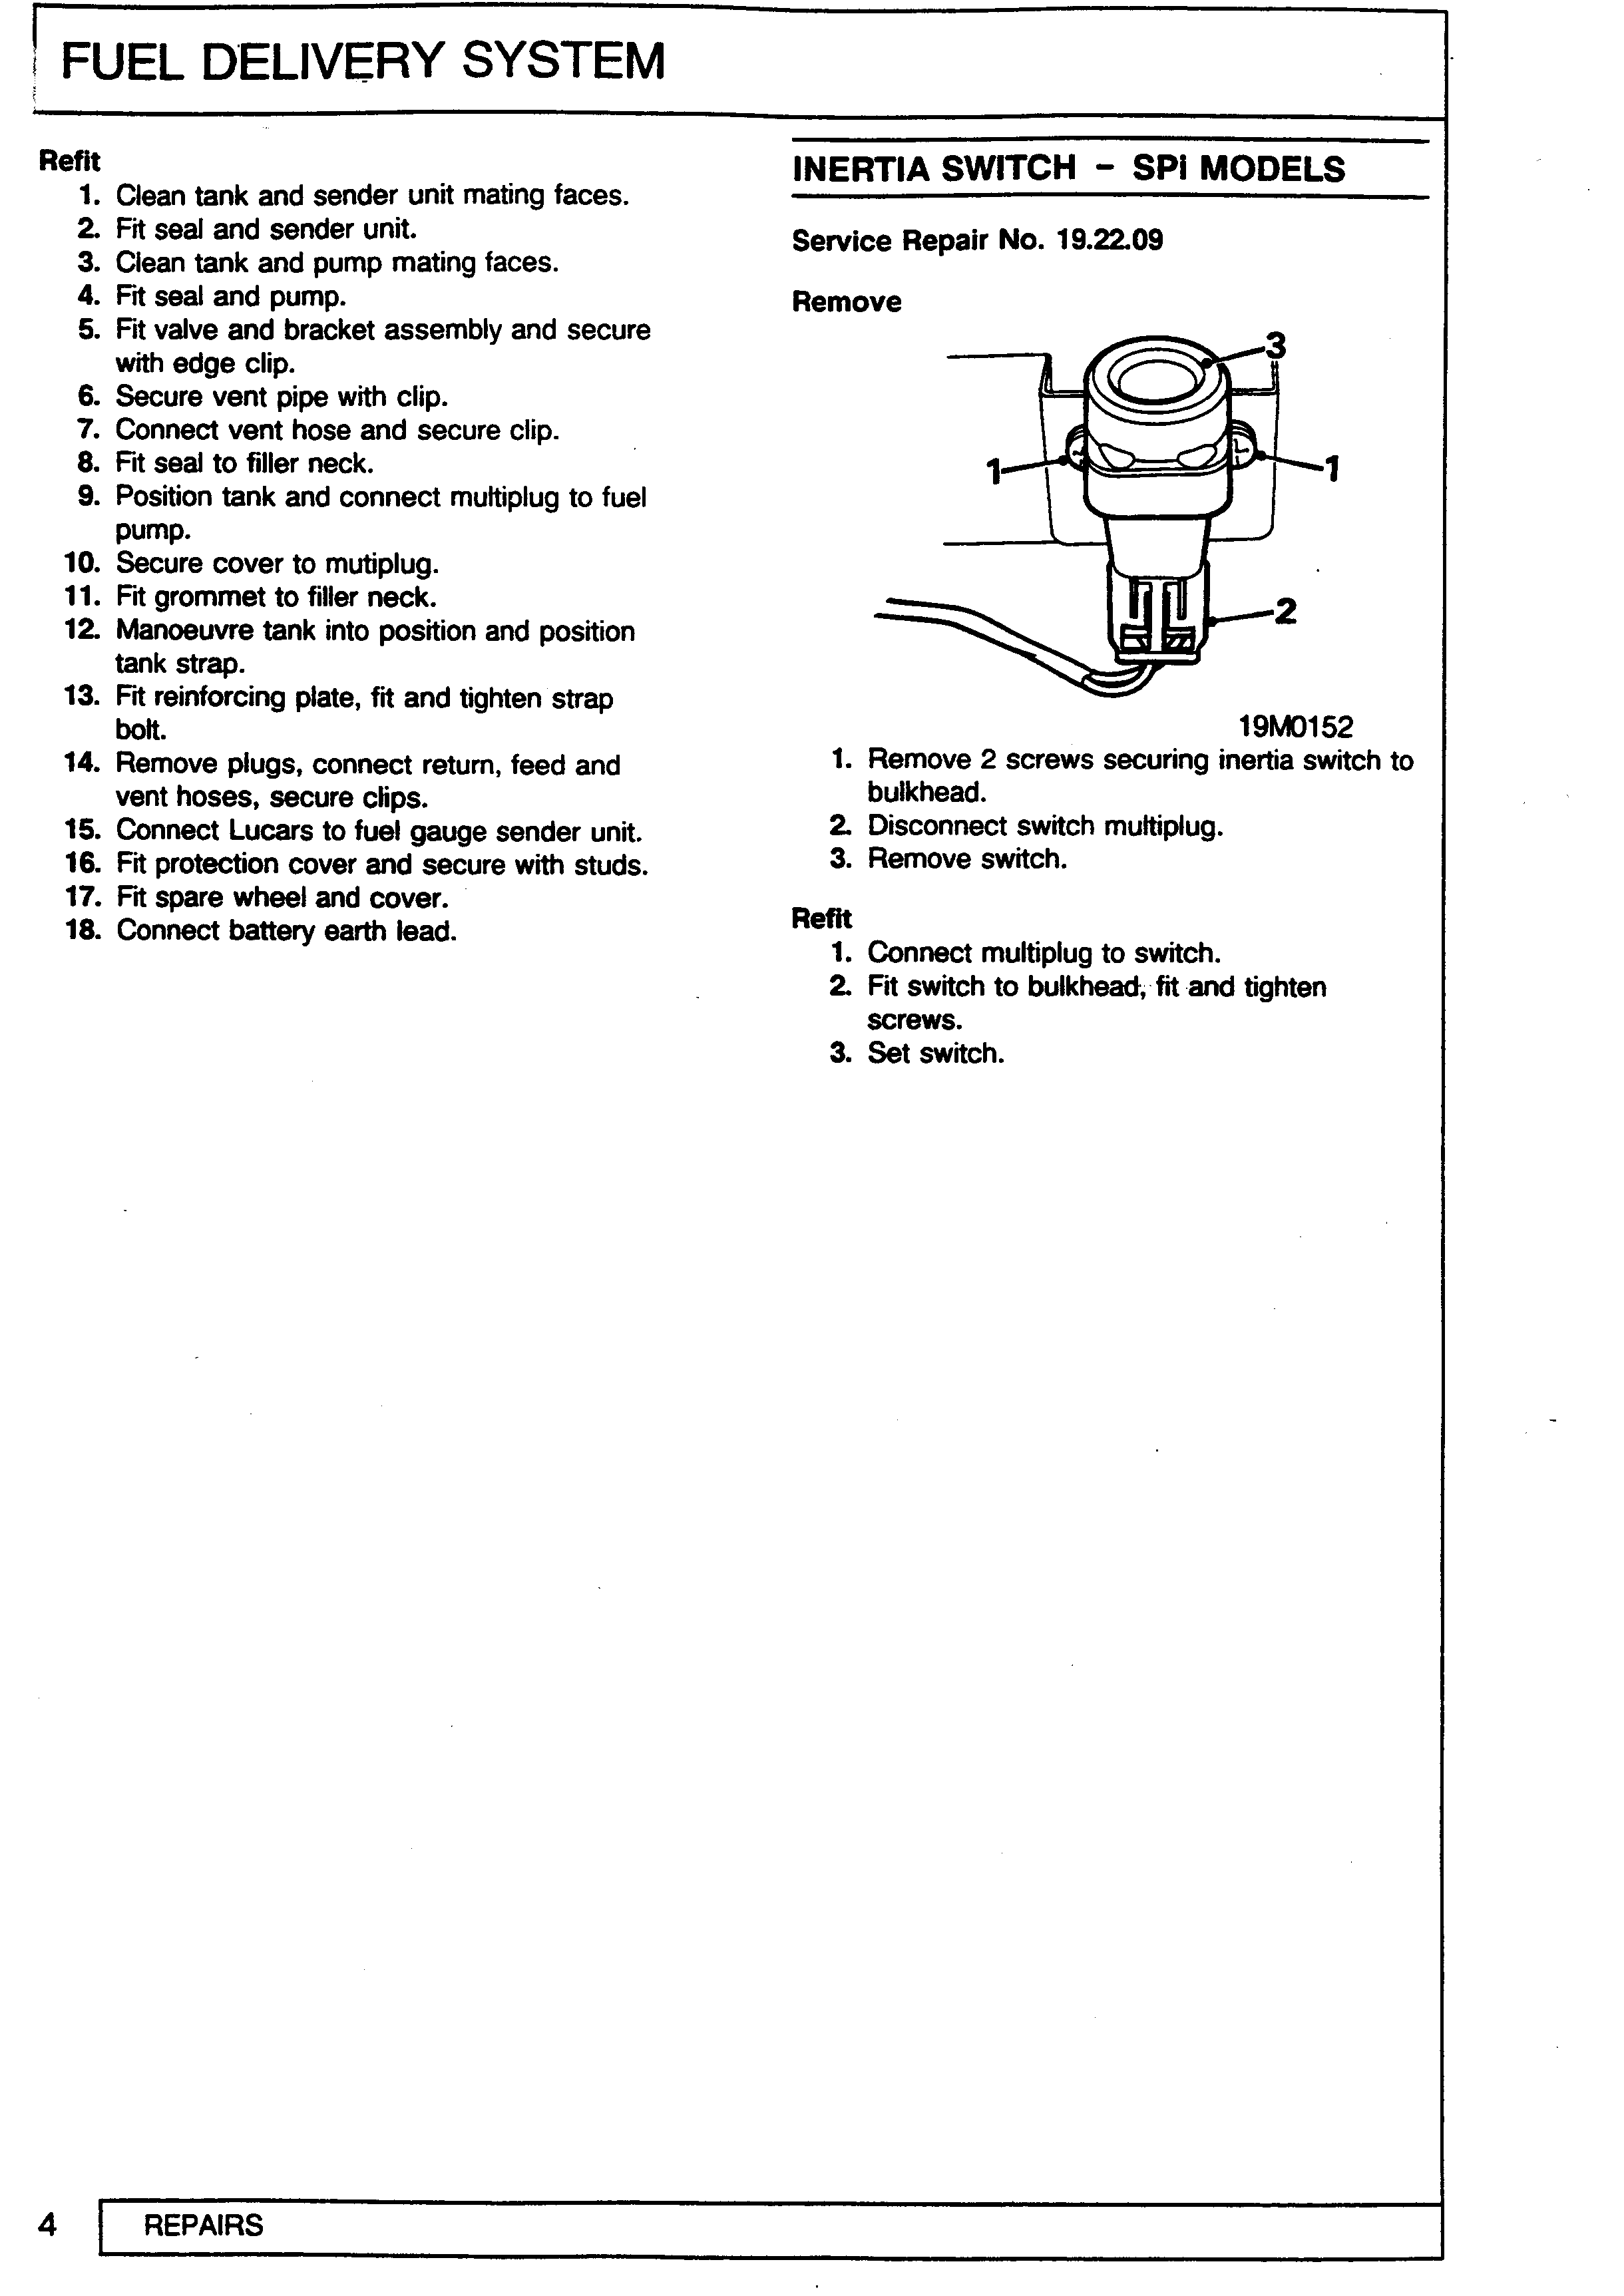 FUEL DELIVERY SYSTEM
Refit
1. Clean tank and sender unit mating faces.
2. Fit seal and sender unit.
3. Clean tank and pump mating faces.
4. Fit seal and pump.
5. Fit valve and bracket assembly and secure
with edge clip.
6. Secure vent pipe with clip.
7. Connect vent hose and secure clip.
8. Fit seal to filler neck.
9. Position tank and connect multiplug to fuel
pump.
10. Secure cover to mutiplug.
11. Fit grommet to filler neck.
12. Manoeuvre tank into position and position
tank strap.
13. Fit reinforcing plate, fit and tighten strap
bolt.
14. Remove plugs, connect return, feed and
vent hoses, secure clips.
15. Connect Lucars to fuel gauge sender unit.
16. Fit protection cover and secure with studs.
17. Fit spare wheel and cover.
18. Connect battery earth lead.
INERTIA SWITCH - SPi MODELS
Service Repair No. 19.22.09
Remove
3
1
1
2
19M0152
1. Remove 2 screws securing inertia switch to
bulkhead.
2. Disconnect switch multiplug.
3. Remove switch.
Refit
1. Connect multiplug to switch.
2. Fit switch to bulkhead, fit and tighten
screws.
3. Set switch.
4
REPAIRS